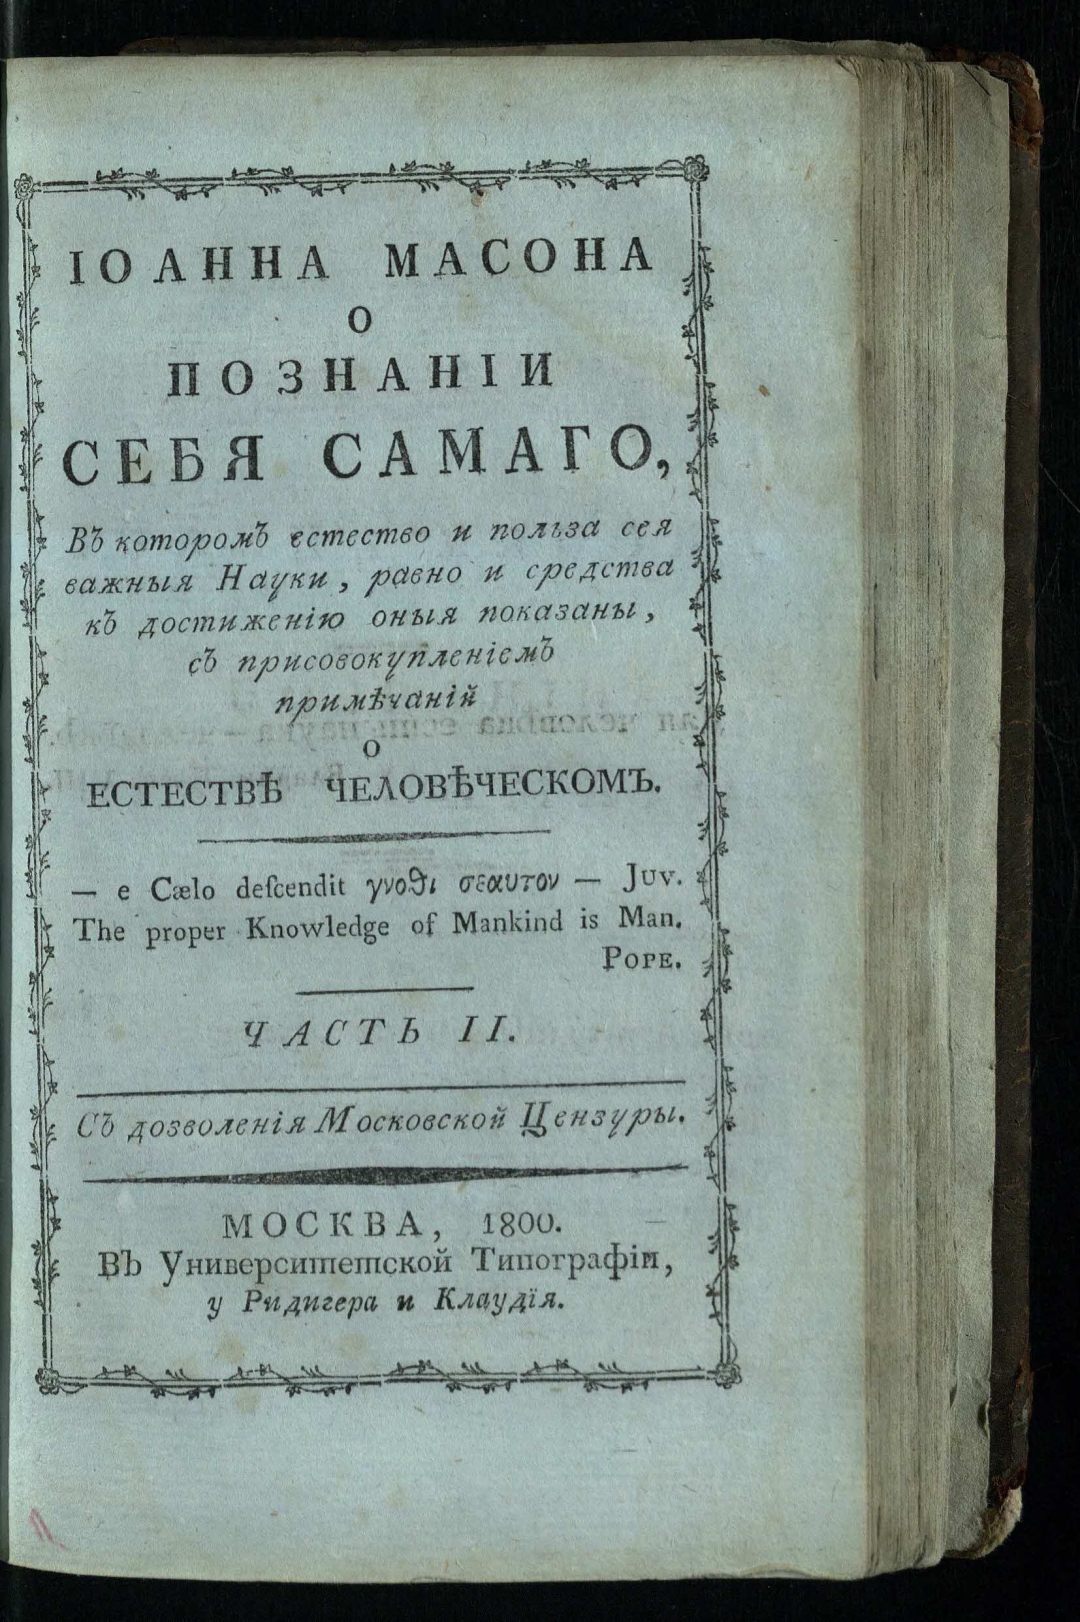 ІОАННА МАСОНА
О
ПОЗНАНІИ
СЕБЯ САМАГО,
Въ которомъ естество и польза сея
важныя Науки, равно и средства
къ достиженію оныя показаны,
съ присовокупленіемъ
примѣчаній
О
ЕСТЕСТВѢ ЧЕЛОВѢЧЕСКОМЪ.
— e Cælo deſcendit γνοϑι σεαυτον — Juv.
The proper Knowledge of Mankind is Man.
Pope.
ЧАСТЬ II.
Съ дозволенія Московской Цензуры.
МОСКВА, 1800.
Въ Университетской Типографіи,
у Ридигера и Клаудїя.